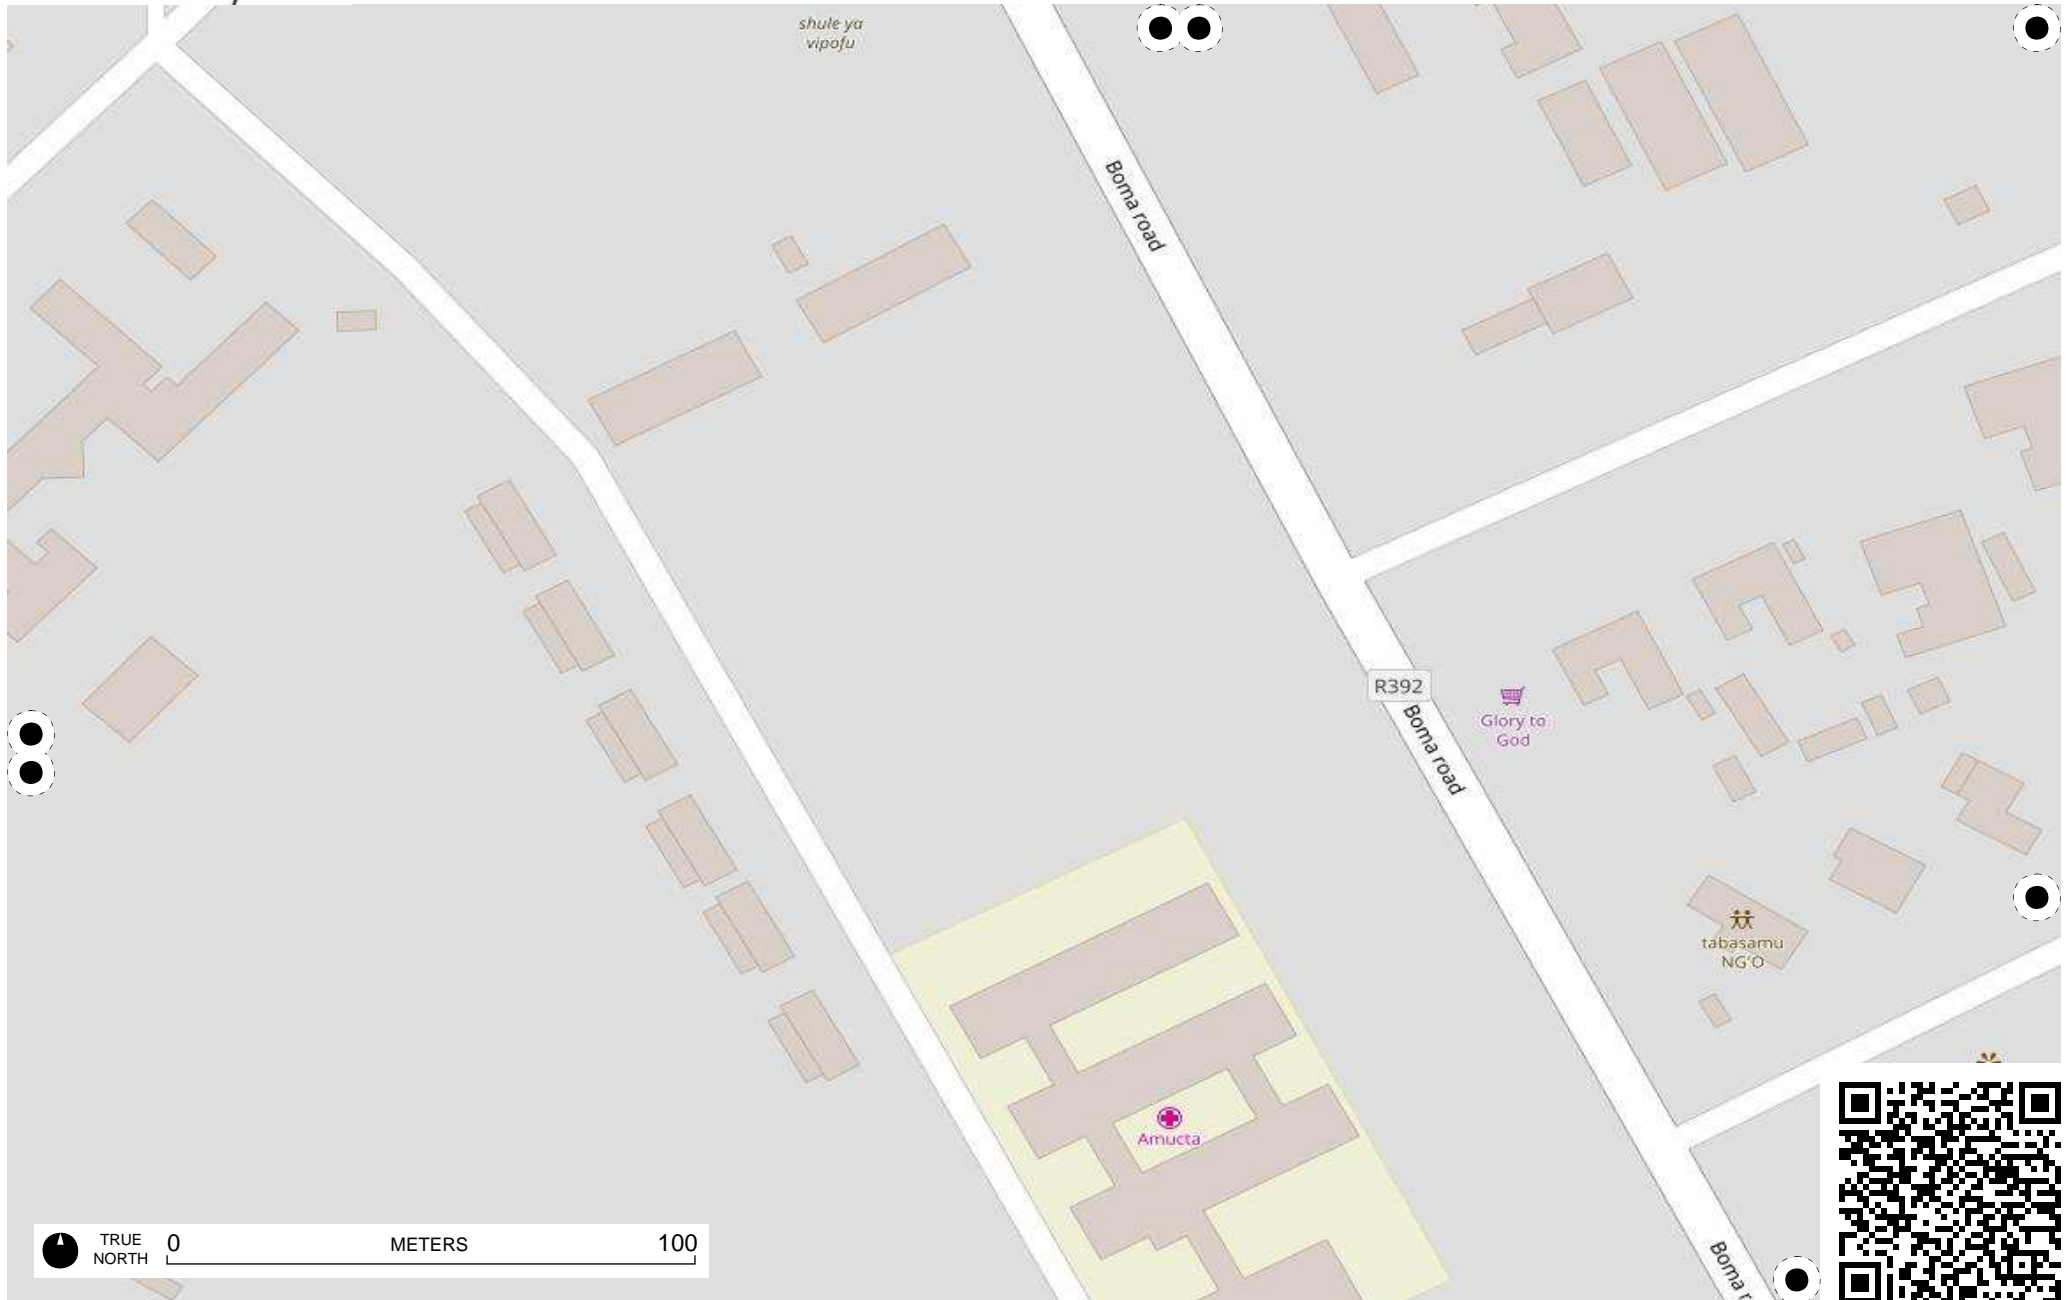 shule ya
vipofu
Boma road
R392
Boma road
Glory to
God
tabasamu
NG'O
Amucta
TRUE
NORTH
0
METERS
100
Boma r